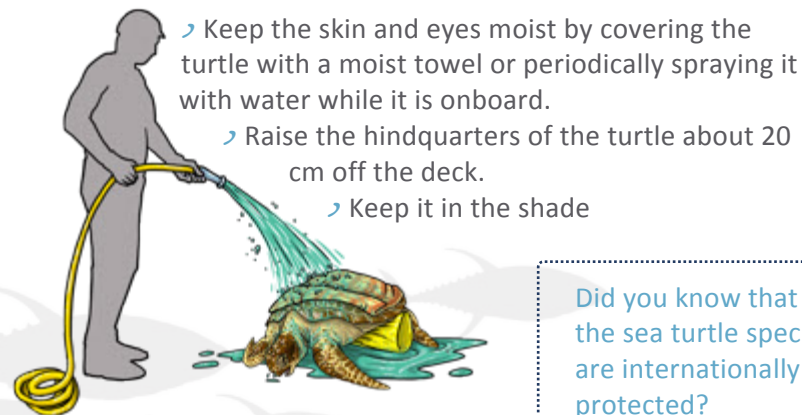 Keep the skin and eyes moist by covering the
turtle with a moist towel or periodically spraying it
with water while it is onboard.
Raise the hindquarters of the turtle about 20
cm off the deck.
Keep it in the shade
Did you know that
the sea turtle
are internationally
protected?